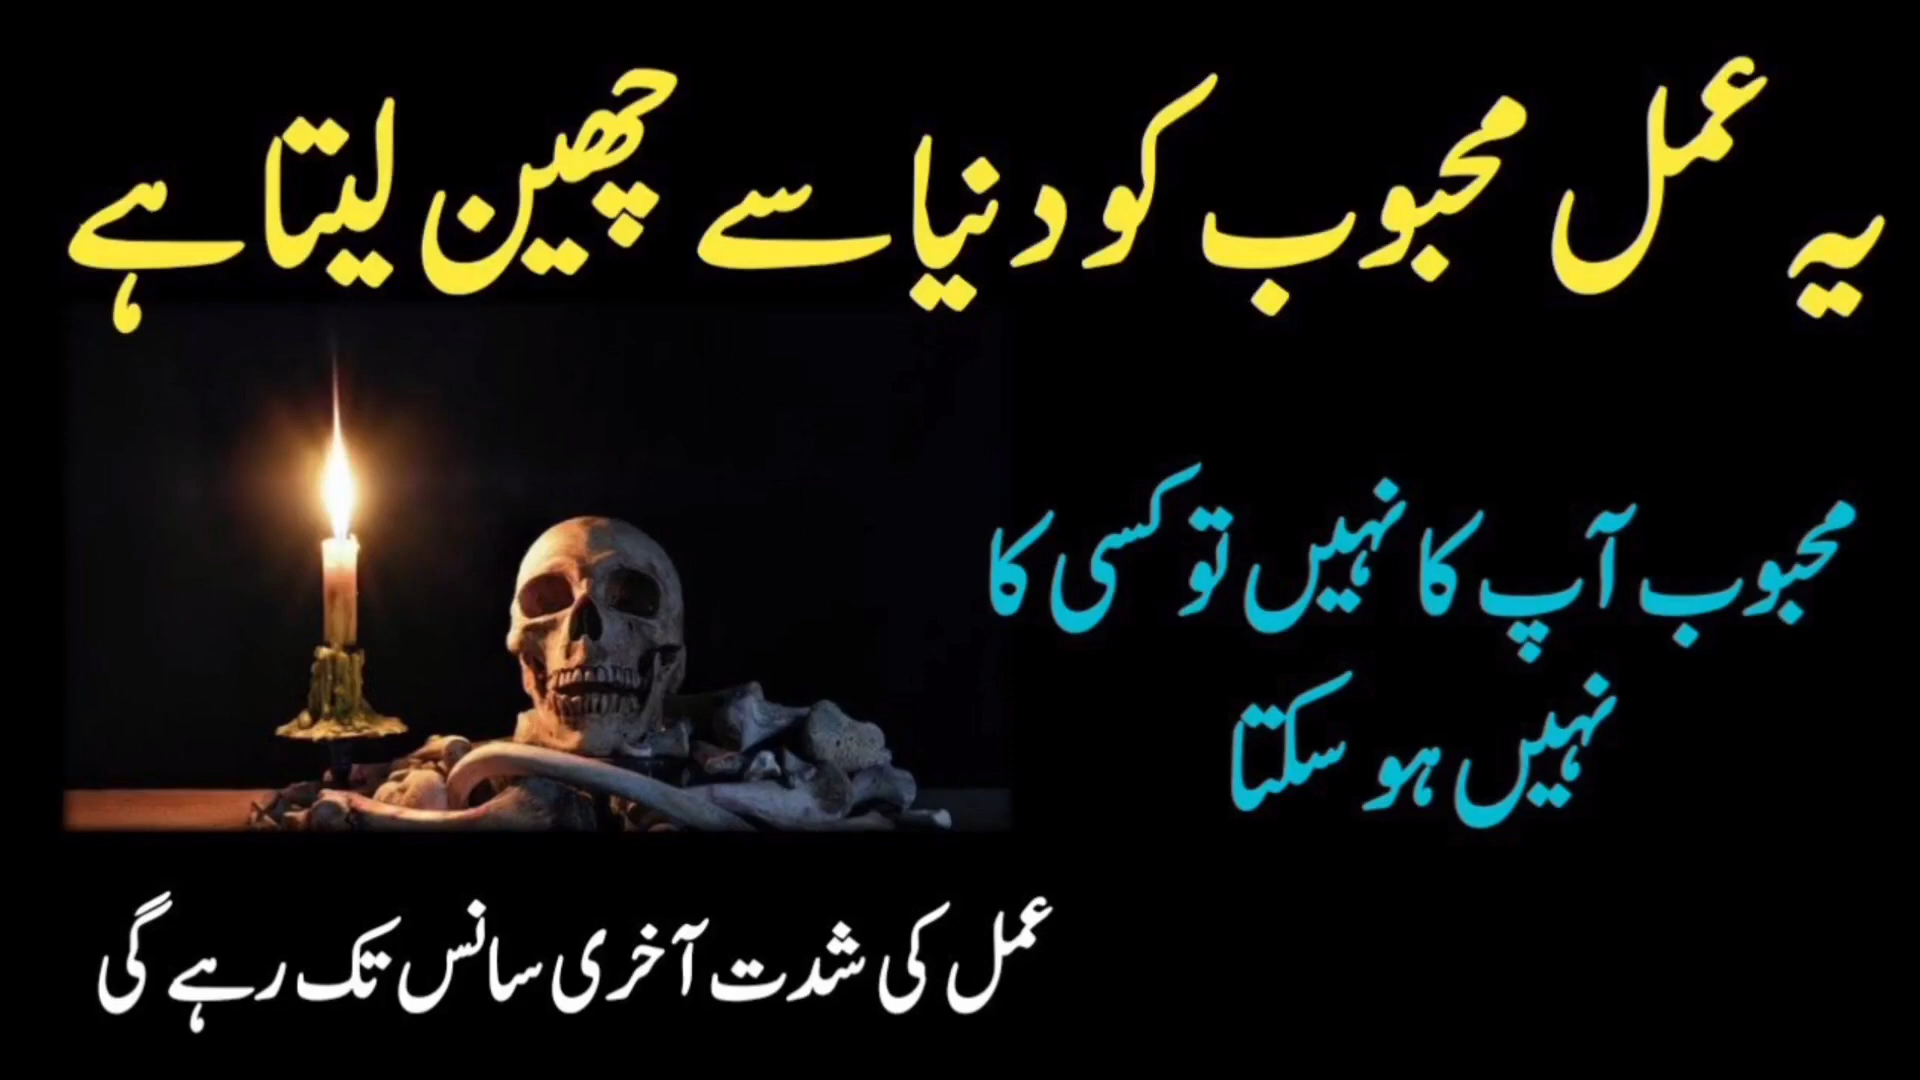 یہ عمل محبوب کو دنیا سے چھین لیتا ہے
محبوب آپ کا نہیں تو کسی کا
نہیں ہو سکتا
عمل کی شدت آخری سانس تک رہے گی